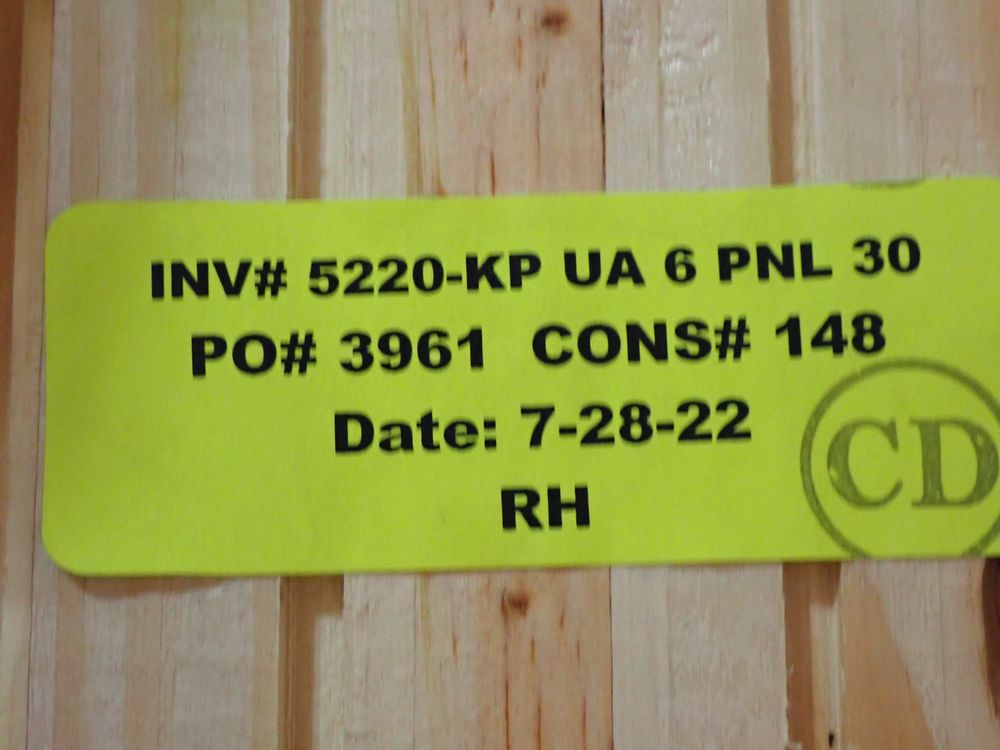 INV# 5220-KP UA 6 PNL 30
PO# 3961 CONS# 148
Date: 7-28-22
RH
CD